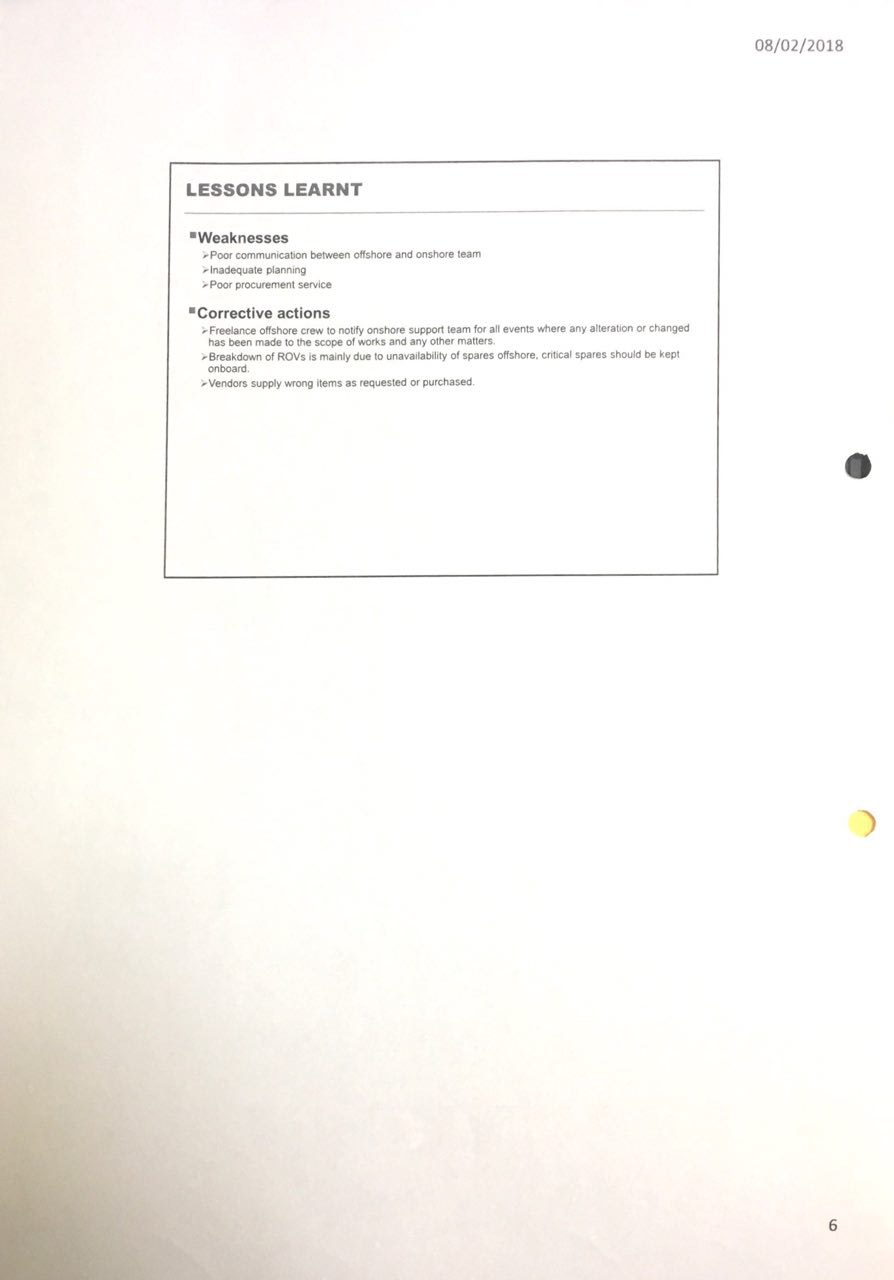 08/02/2018
LESSONS LEARNT
Weaknesses
Poor communication between offshore and onshore team
Inadequate planning
Poor procurement service
Corrective actions
Freelance offshore crew to notify onshore support team for all events where any alteration or changed
has been made to the scope of works and any other matters.
Breakdown of ROVs is mainly due to unavailability of spares offshore, critical spares should be kept
onboard.
Vendors supply wrong items as requested or purchased.
6